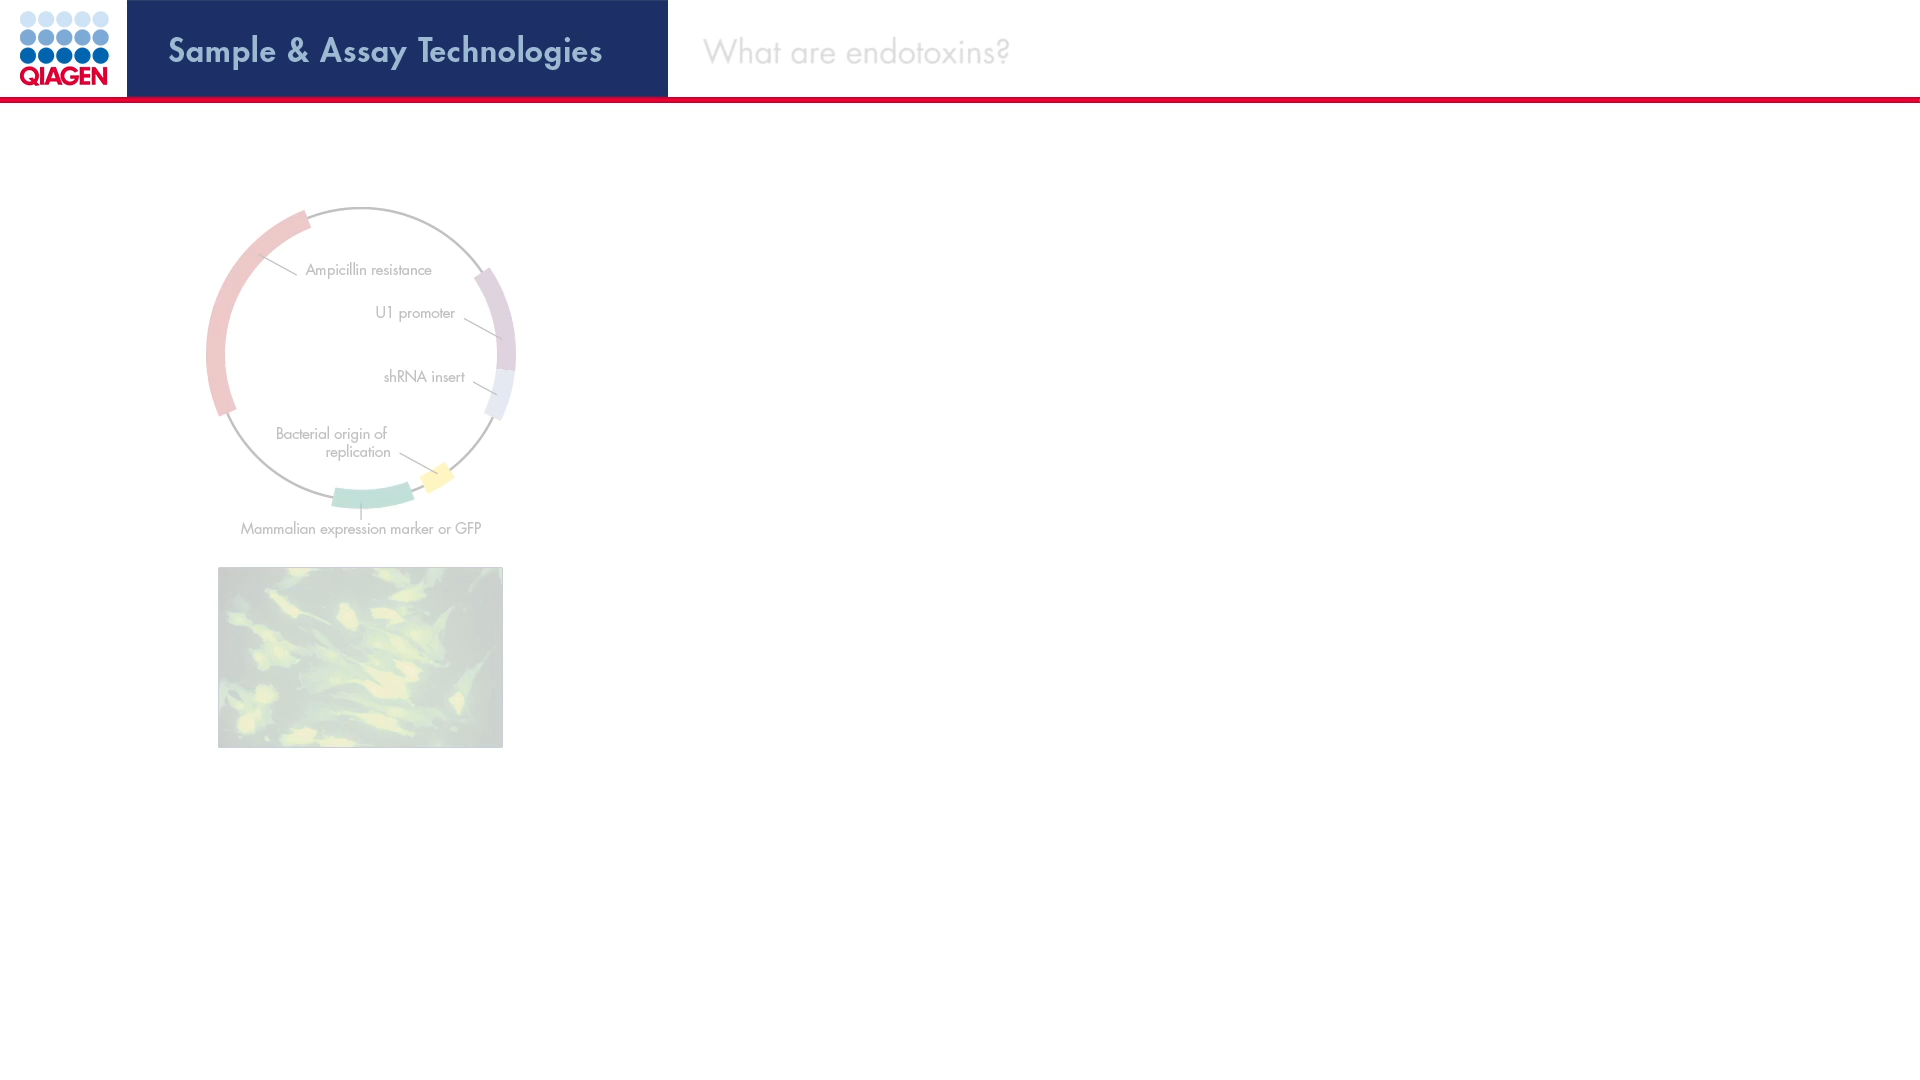 QIAGEN
Sample & Assay Technologies
What are endotoxins?
Ampicillin resistance
U1 promoter
shRNA insert
Bacterial origin of
replication
Mammalian expression marker or GFP